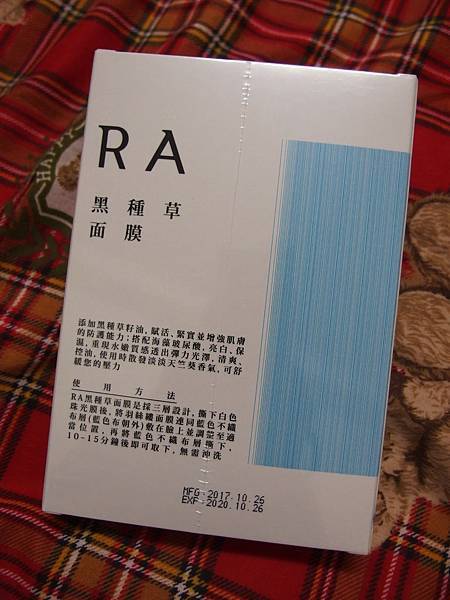 RA
黑種草
面膜
添加黑種草籽油，賦活、緊實並增強肌膚
的防護能力；搭配海藻玻尿酸，亮白、保
濕，重現水嫩質感透出彈力光澤，清爽、
控油，使用時散發淡淡天竺葵香氣，可舒
緩您的壓力
使用方法
RA黑種草面膜是採三層設計，撕下白色
珠光膜後，將羽絲縷面膜連同藍色不織
布層(藍色布朝外)敷在臉上並調整至適
當位置，再將藍色不織布層撕下，
10-15分鐘後即可取下，無需沖洗
MFG 2017.10.26
EXP 2020.10.26
HAPPY